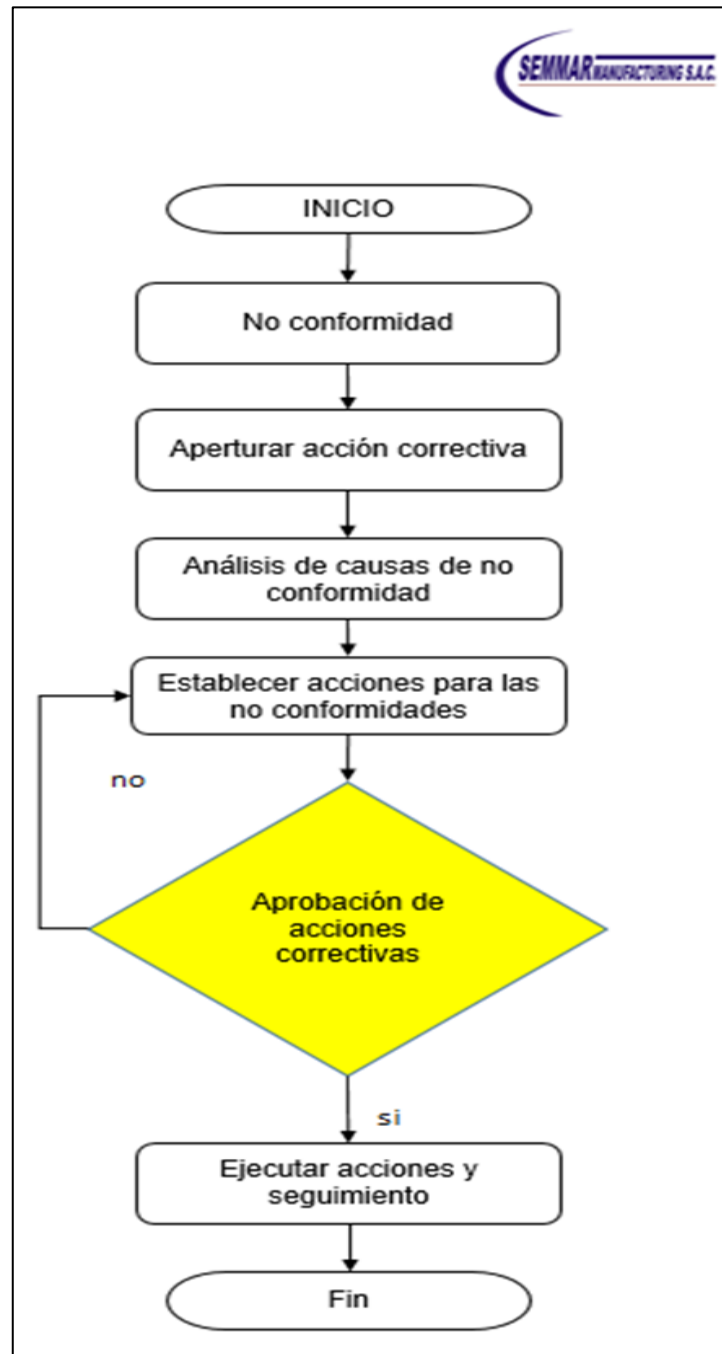 SEMMAR MANUFACTURING S.A.C.
INICIO
No conformidad
Aperturar acción correctiva
Análisis de causas de no
conformidad
Establecer acciones para las
no conformidades
no
Aprobación de
acciones
correctivas
si
Ejecutar acciones y
seguimiento
Fin